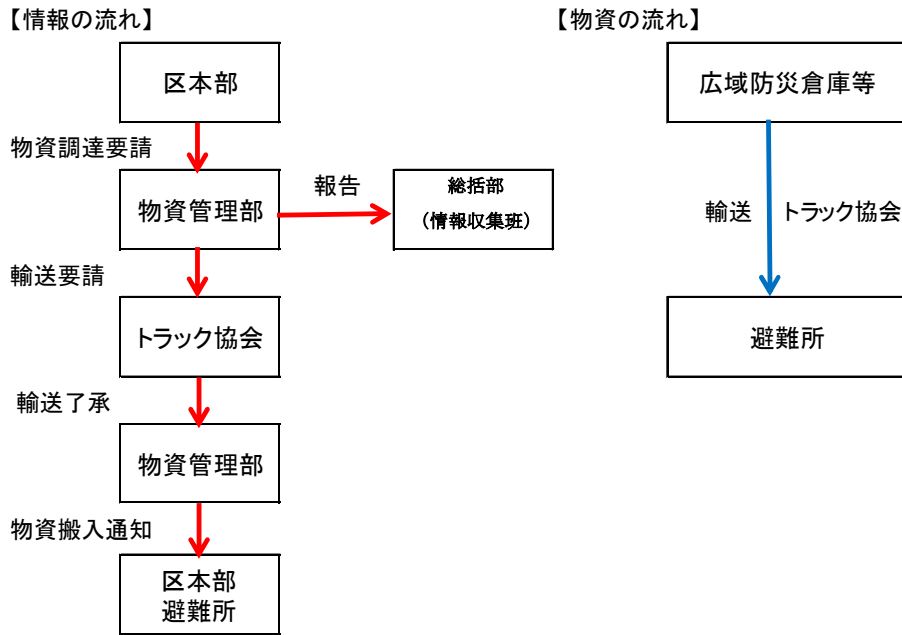 【情報の流れ】
区本部
物資調達要請
物資管理部
報告
総括部
(情報収集班)
輸送要請
トラック協会
輸送了承
物資管理部
物資搬入通知
区本部
避難所
【物資の流れ】
広域防災倉庫等
輸送
トラック協会
避難所